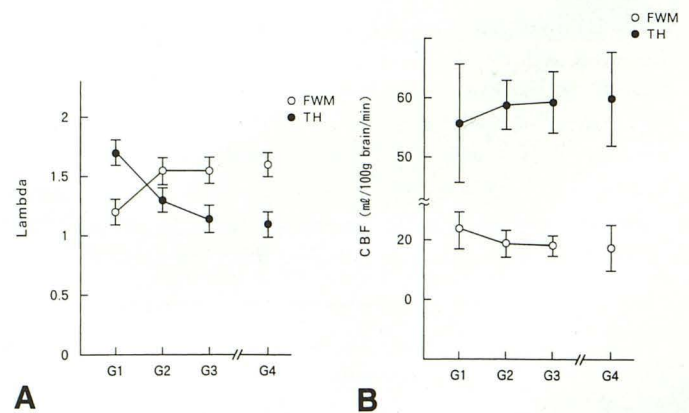 FWM
TH
2
1.5
1
0.5
0
Lambda
G1 G2 G3 G4
A
FWM
TH
60
50
20
0
CBF (mℓ/100g brain/min)
G1 G2 G3 G4
B